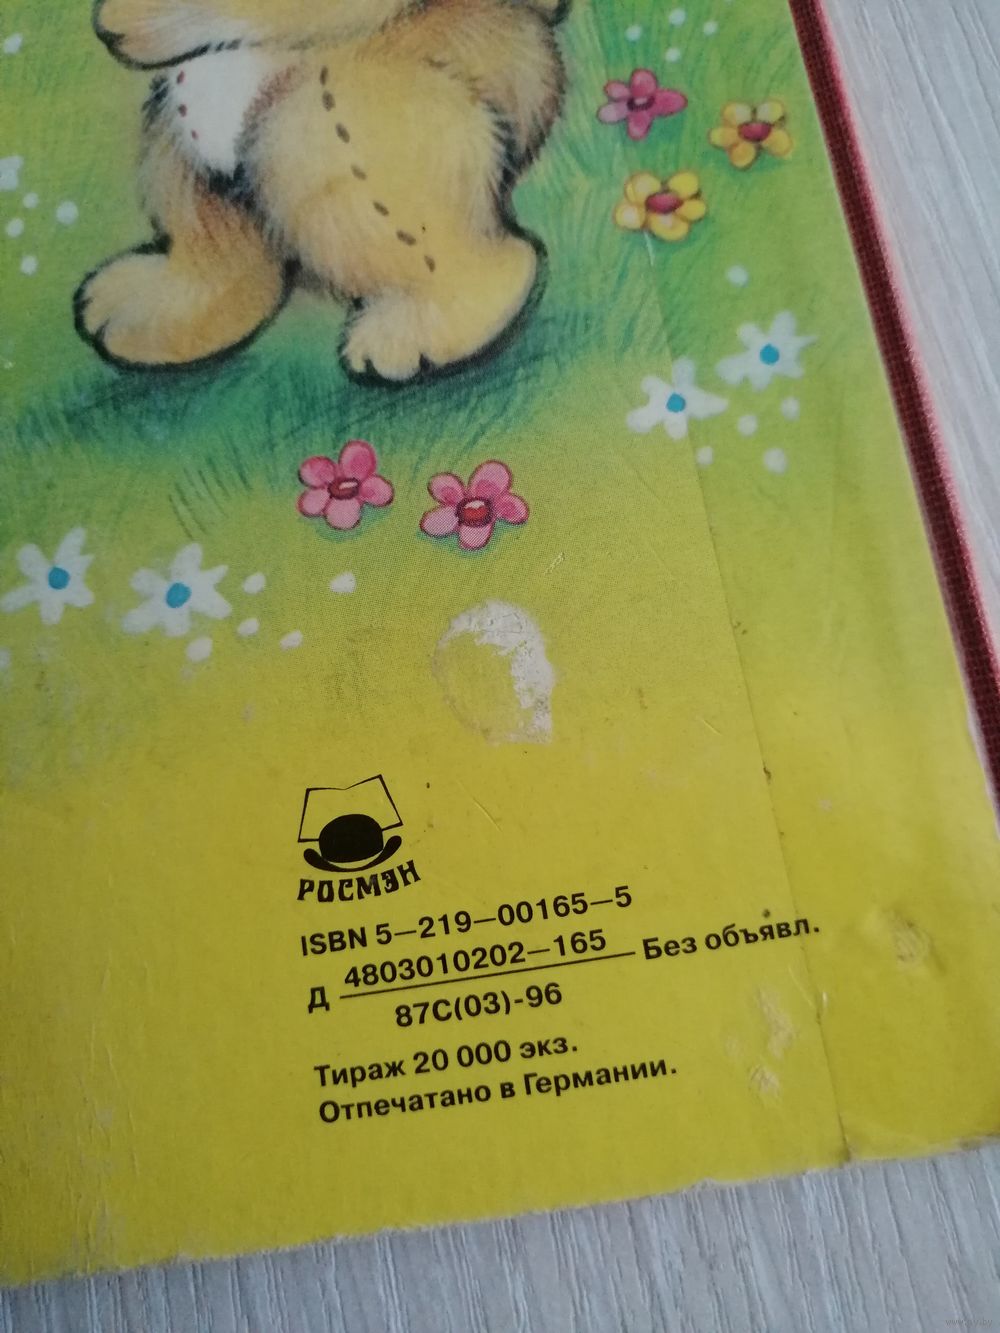 РОСМЭН
ISBN 5—219—00165—5
Д 4803010202—165 Без объявл.
87С(03)-96
Тираж 20 000 экз.
Отпечатано в Германии.